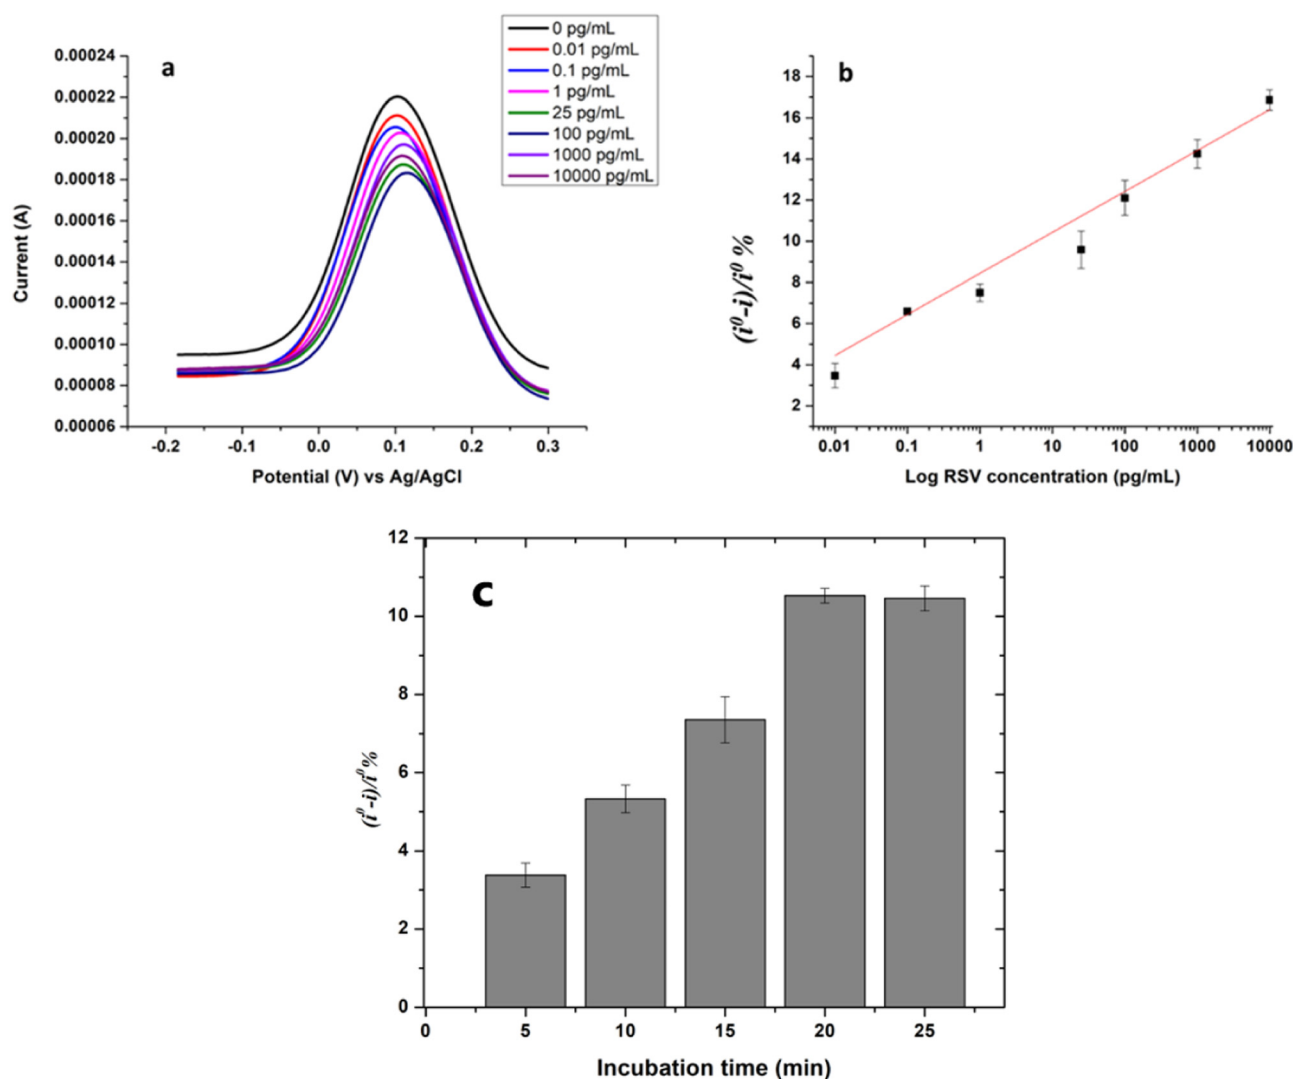 a
0 pg/mL
0.01 pg/mL
0.1 pg/mL
1 pg/mL
25 pg/mL
100 pg/mL
1000 pg/mL
10000 pg/mL
0.00024
0.00022
0.00020
0.00018
0.00016
0.00014
0.00012
0.00010
0.00008
0.00006
Current (A)
-0.2 -0.1 0.0 0.1 0.2 0.3
Potential (V) vs Ag/AgCl
b
18
16
14
12
10
8
6
4
2
(i⁰-i)/i⁰ %
0.01 0.1 1 10 100 1000 10000
Log RSV concentration (pg/mL)
c
12
10
8
6
4
2
0
(i⁰-i)/i⁰%
0 5 10 15 20 25
Incubation time (min)